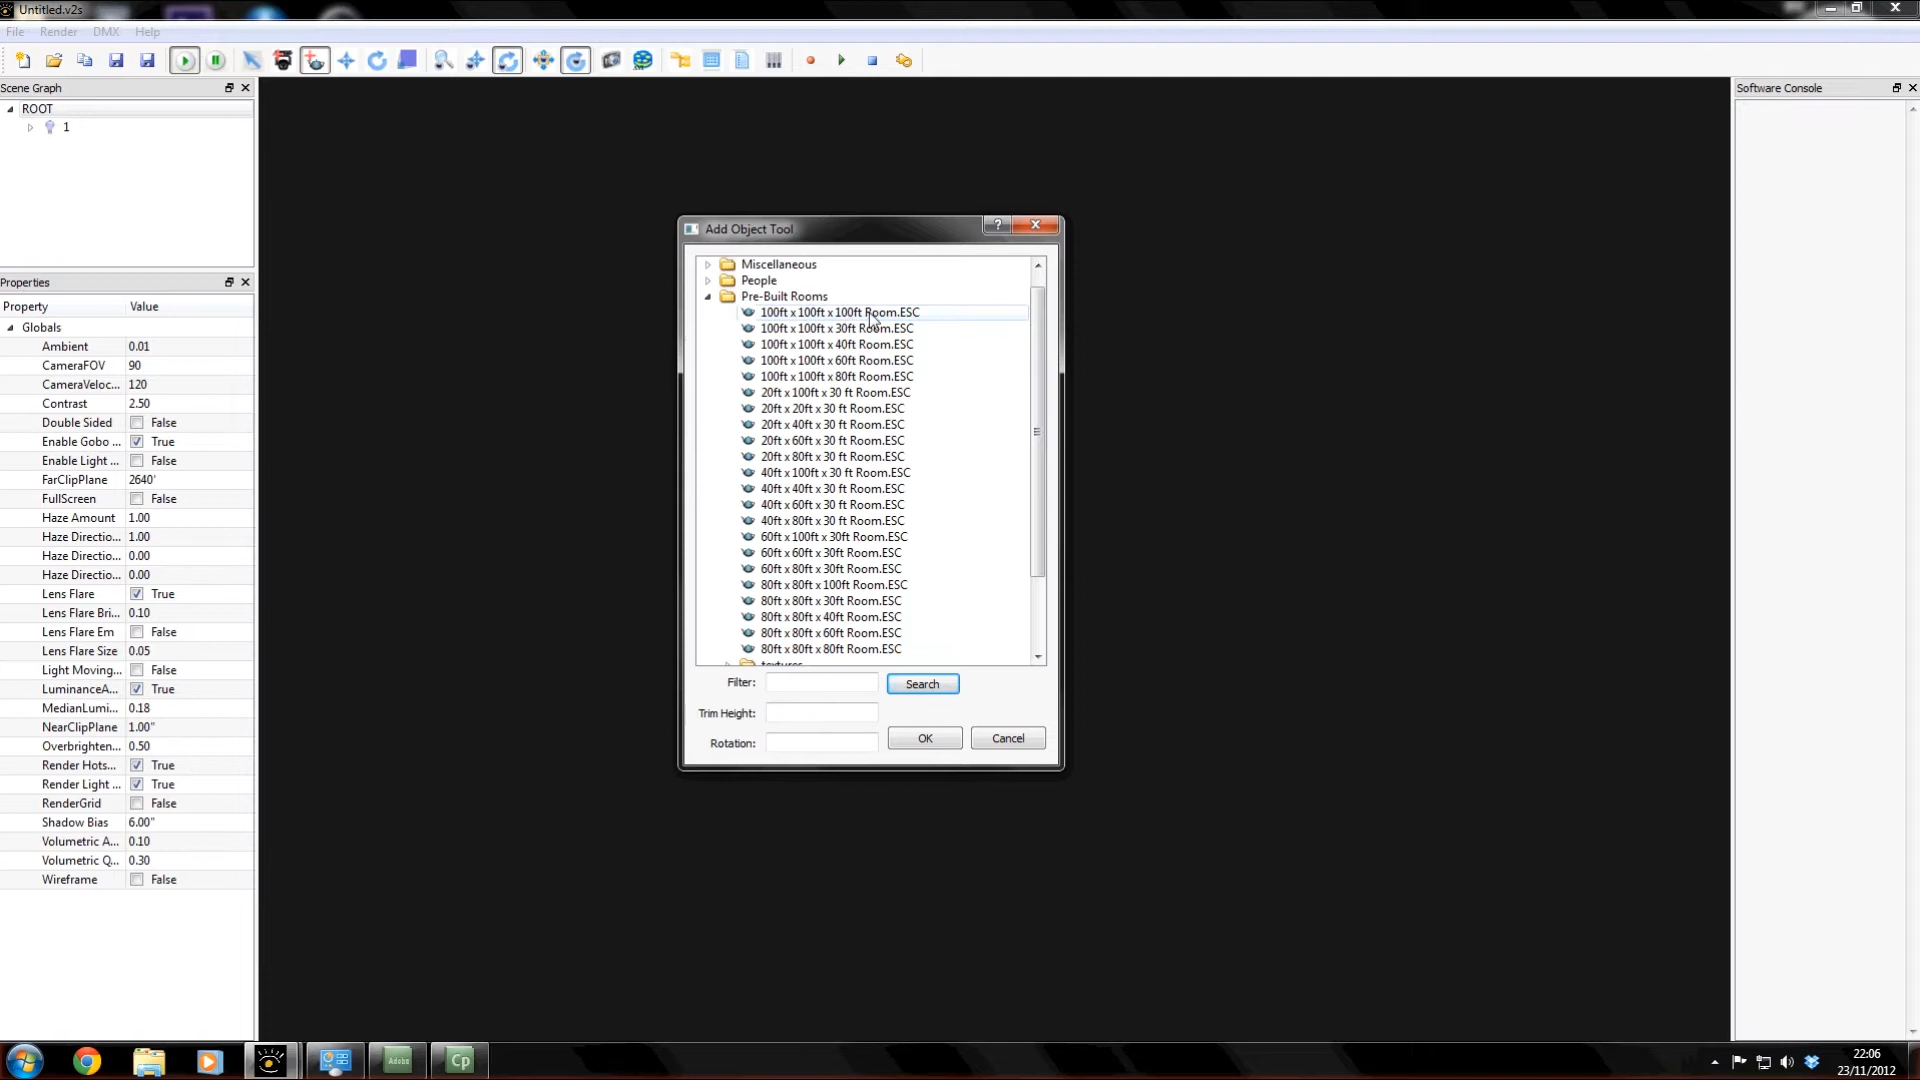 Untitled.v2s
File Render DMX Help
Scene Graph
ROOT
1
Properties
Property Value
Globals
Ambient 0.01
CameraFOV 90
CameraVeloc... 120
Contrast 2.50
Double Sided False
Enable Gobo ... True
Enable Light ... False
FarClipPlane 2640'
FullScreen False
Haze Amount 1.00
Haze Directio... 1.00
Haze Directio... 0.00
Haze Directio... 0.00
Lens Flare True
Lens Flare Bri... 0.10
Lens Flare Em False
Lens Flare Size 0.05
Light Moving... False
LuminanceA... True
MedianLumi... 0.18
NearClipPlane 1.00"
Overbrighten... 0.50
Render Hots... True
Render Light ... True
RenderGrid False
Shadow Bias 6.00"
Volumetric A... 0.10
Volumetric Q... 0.30
Wireframe False
Add Object Tool
Miscellaneous
People
Pre-Built Rooms
100ft x 100ft x 100ft Room.ESC
100ft x 100ft x 30ft Room.ESC
100ft x 100ft x 40ft Room.ESC
100ft x 100ft x 60ft Room.ESC
100ft x 100ft x 80ft Room.ESC
20ft x 100ft x 30 ft Room.ESC
20ft x 20ft x 30 ft Room.ESC
20ft x 40ft x 30 ft Room.ESC
20ft x 60ft x 30 ft Room.ESC
20ft x 80ft x 30 ft Room.ESC
40ft x 100ft x 30 ft Room.ESC
40ft x 40ft x 30 ft Room.ESC
40ft x 60ft x 30 ft Room.ESC
40ft x 80ft x 30 ft Room.ESC
60ft x 100ft x 30ft Room.ESC
60ft x 60ft x 30ft Room.ESC
60ft x 80ft x 30ft Room.ESC
80ft x 80ft x 100ft Room.ESC
80ft x 80ft x 30ft Room.ESC
80ft x 80ft x 40ft Room.ESC
80ft x 80ft x 60ft Room.ESC
80ft x 80ft x 80ft Room.ESC
textures
Filter: Search
Trim Height:
Rotation: OK Cancel
Software Console
Adobe
Cp
22:06
23/11/2012